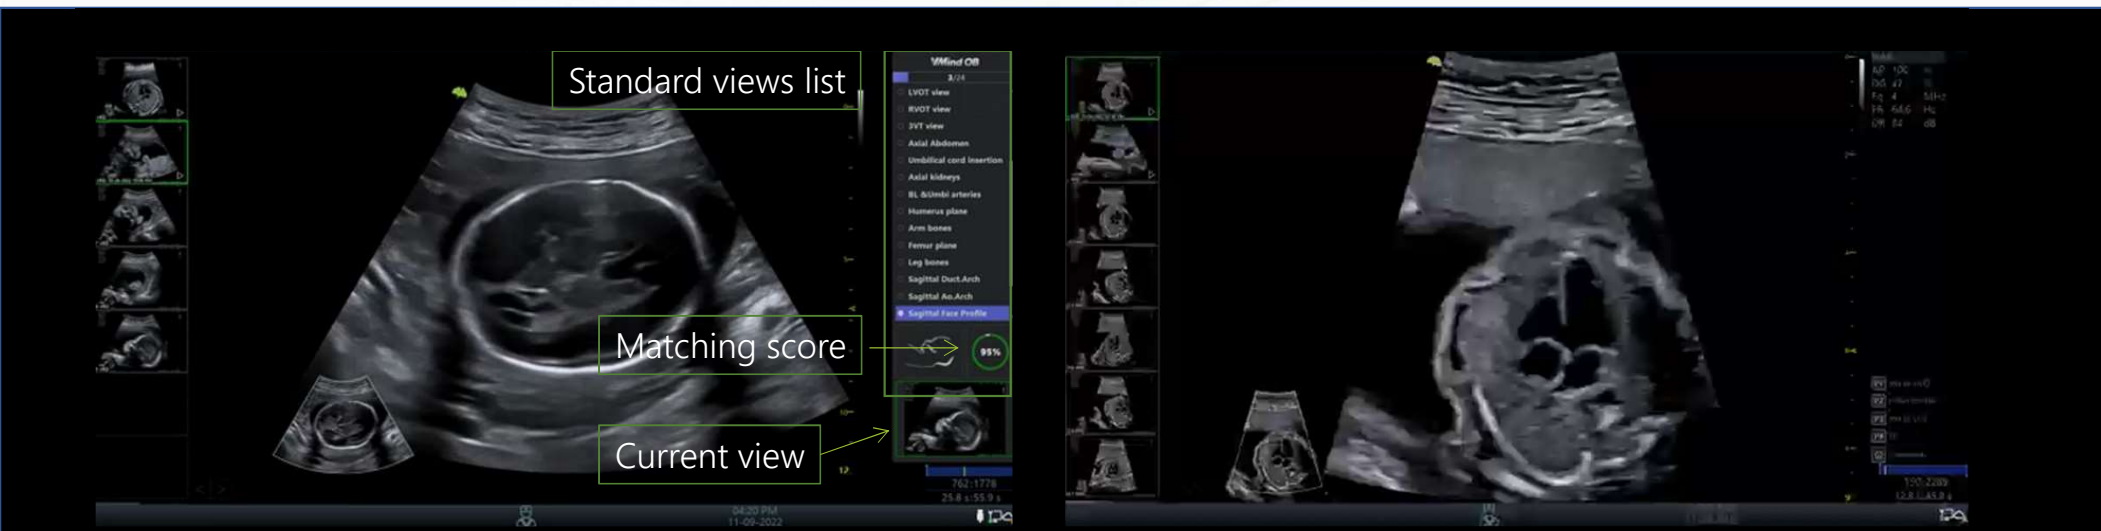 Standard views list
VMind OB
3/24
LVOT view
RVOT view
3VT view
Axial Abdomen
Umbilical cord insertion
Axial kidneys
BL &Umbi arteries
Humerus plane
Arm bones
Femur plane
Leg bones
Sagittal Duct.Arch
Sagittal Ao.Arch
Sagittal Face Profile
Matching score
95%
Current view
10
12
762:1778
25.8 s:55.9 s
04:20 PM
11-09-2022